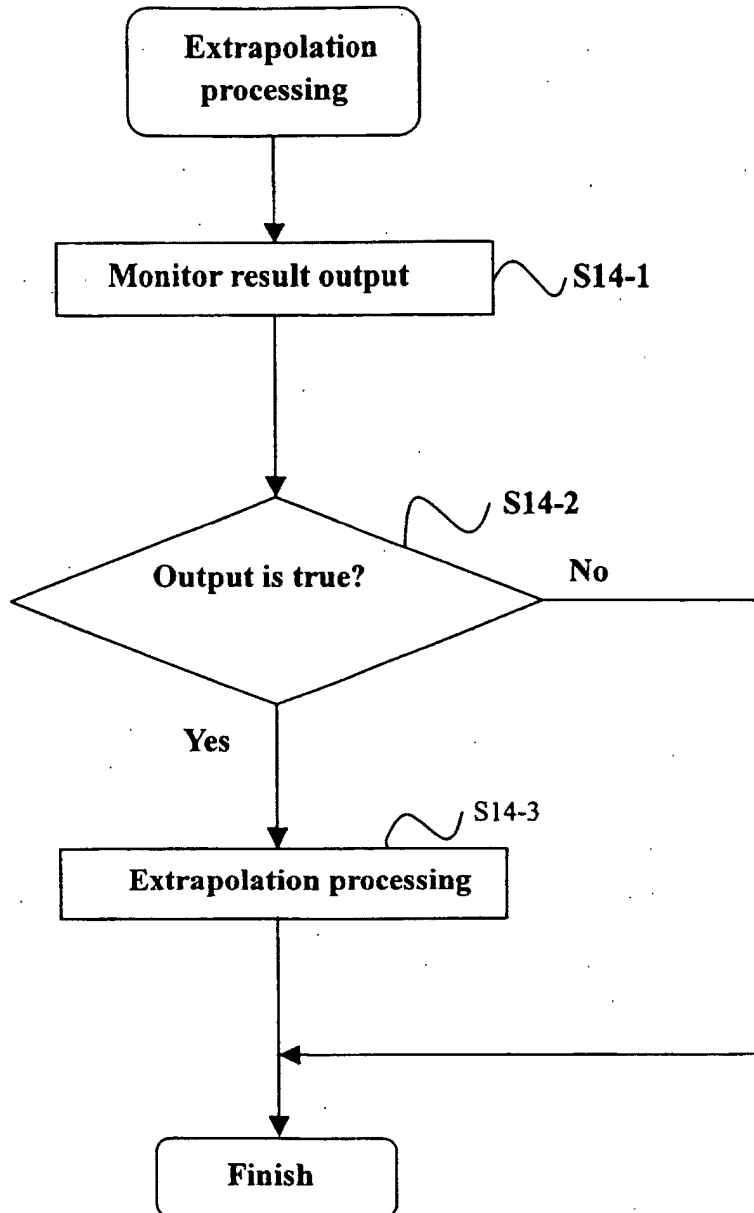 Extrapolation
processing
Monitor result output
S14-1
S14-2
Output is true?
No
Yes
S14-3
Extrapolation processing
Finish